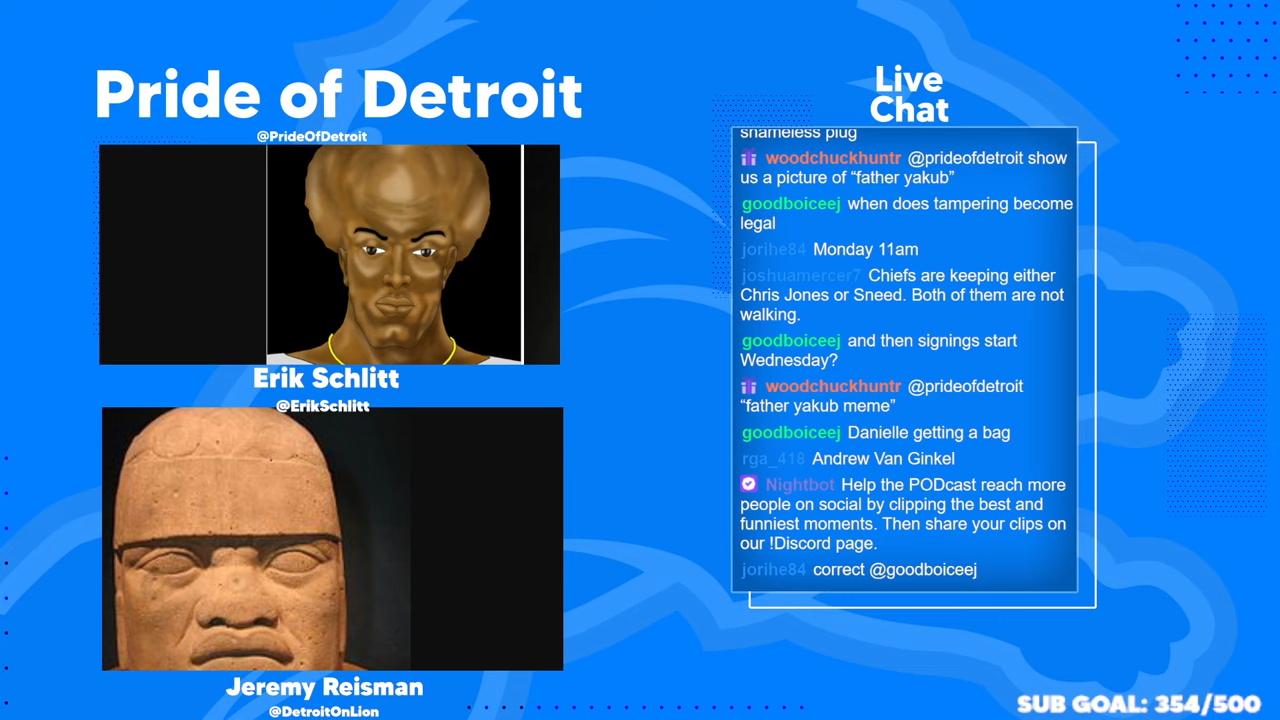 Pride of Detroit
@PrideOfDetroit
Erik Schlitt
@ErikSchlitt
Jeremy Reisman
@DetroitOnLion
Live
Chat
shameless plug
woodchuckhuntr @prideofdetroit show
us a picture of “father yakub”
goodboiceej when does tampering become
legal
jorihe84 Monday 11am
joshuamercer7 Chiefs are keeping either
Chris Jones or Sneed. Both of them are not
walking.
goodboiceej and then signings start
Wednesday?
woodchuckhuntr @prideofdetroit
“father yakub meme”
goodboiceej Danielle getting a bag
rga_418 Andrew Van Ginkel
Nightbot Help the PODcast reach more
people on social by clipping the best and
funniest moments. Then share your clips on
our !Discord page.
jorihe84 correct @goodboiceej
SUB GOAL: 354/500